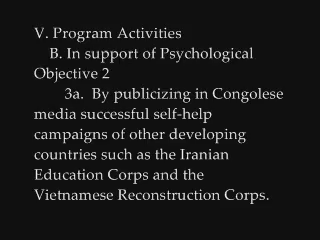 V. Program Activities
B. In support of Psychological
Objective 2
3a.  By publicizing in Congolese
media successful self-help
campaigns of other developing
countries such as the Iranian
Education Corps and the
Vietnamese Reconstruction Corps.